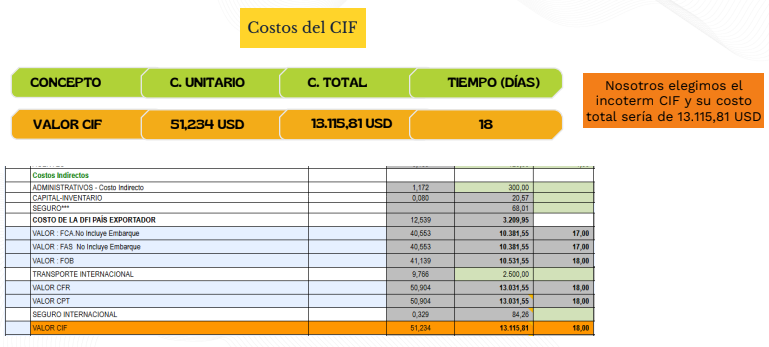 Costos del CIF
CONCEPTO C. UNITARIO C. TOTAL TIEMPO (DÍAS)
VALOR CIF 51,234 USD 13.115,81 USD 18
Nosotros elegimos el
incoterm CIF y su costo
total sería de 13.115,81 USD
Costos Indirectos
ADMINISTRATIVOS - Costo Indirecto 1,172 300,00
CAPITAL-INVENTARIO 0,080 20,57
SEGURO*** 68,01
COSTO DE LA DFI PAÍS EXPORTADOR 12,539 3.209,95
VALOR : FCA.No Incluye Embarque 40,553 10.381,55 17,00
VALOR : FAS No Incluye Embarque 40,553 10.381,55 17,00
VALOR : FOB 41,139 10.531,55 18,00
TRANSPORTE INTERNACIONAL 9,766 2.500,00
VALOR CFR 50,904 13.031,55 18,00
VALOR CPT 50,904 13.031,55 18,00
SEGURO INTERNACIONAL 0,329 84,26
VALOR CIF 51,234 13.115,81 18,00